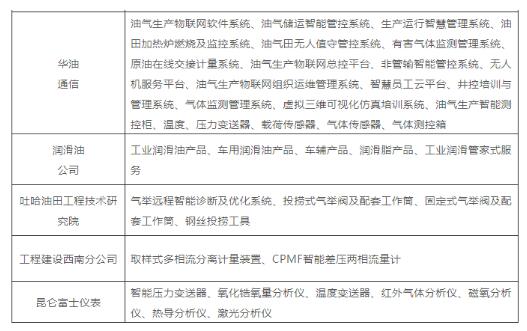 华油
通信
油气生产物联网软件系统、油气储运智能管控系统、生产运行智慧管理系统、油
田加热炉燃烧及监控系统、油气田无人值守管控系统、有害气体监测管理系统、
原油在线交接计量系统、油气生产物联网总控平台、非管输智能管控系统、无人
机服务平台、油气生产物联网组织运维管理系统、智慧员工云平台、井控培训与
管理系统、气体监测管理系统、虚拟三维可视化仿真培训系统、油气生产智能测
控柜、温度、压力变送器、载荷传感器、气体传感器、气体测控箱
润滑油
公司
工业润滑油产品、车用润滑油产品、车辅产品、润滑脂产品、工业润滑管家式服
务
吐哈油田工程技术研
究院
气举远程智能诊断及优化系统、投捞式气举阀及配套工作筒、固定式气举阀及配
套工作筒、钢丝投捞工具
工程建设西南分公司
取样式多相流分离计量装置、CPMF智能差压两相流量计
昆仑富士仪表
智能压力变送器、氧化锆氧量分析仪、温度变送器、红外气体分析仪、磁氧分析
仪、热导分析仪、激光分析仪